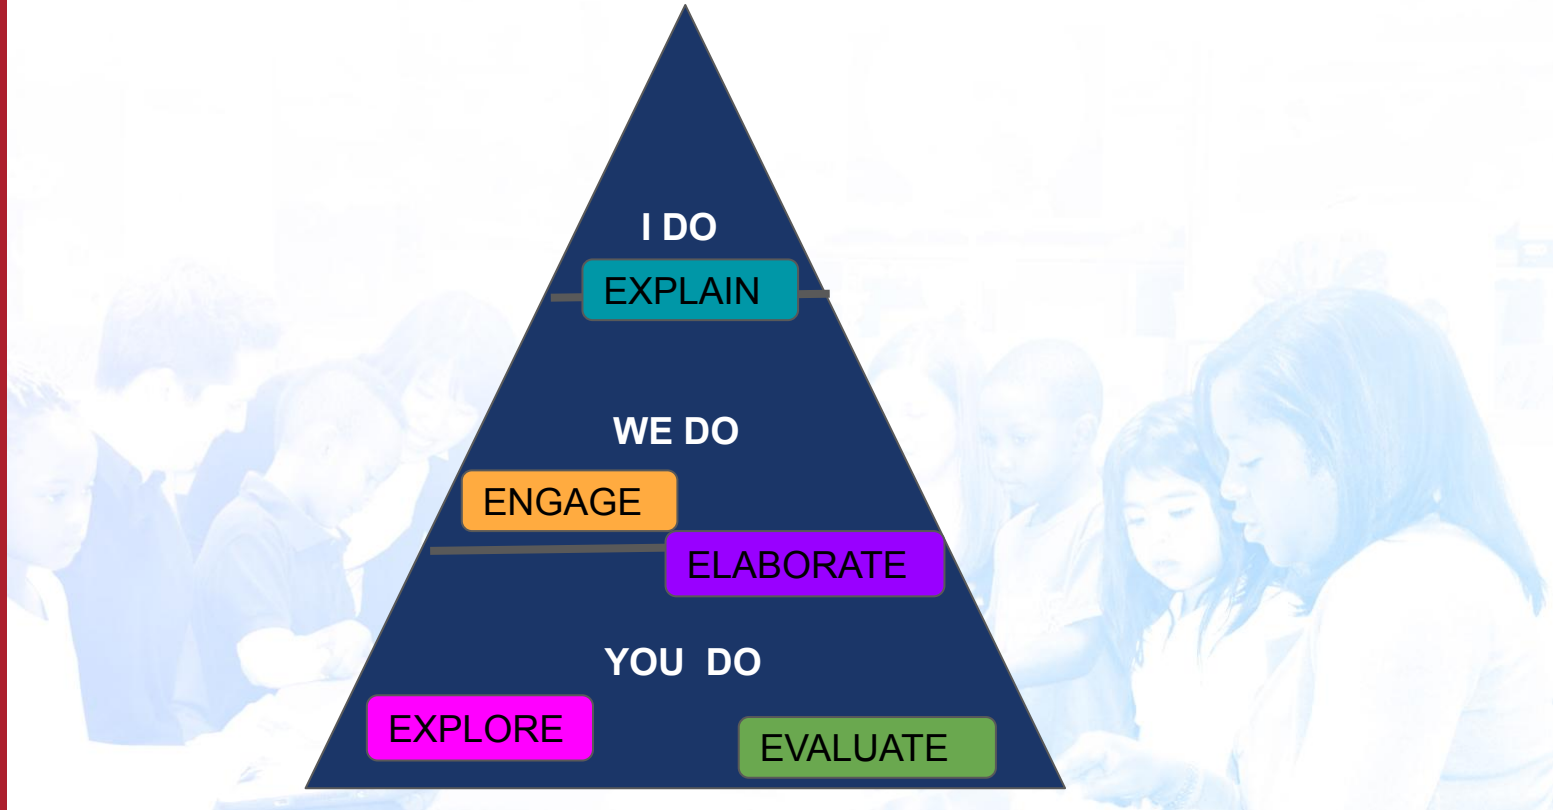 I DO
EXPLAIN
WE DO
ENGAGE
ELABORATE
YOU DO
EXPLORE
EVALUATE